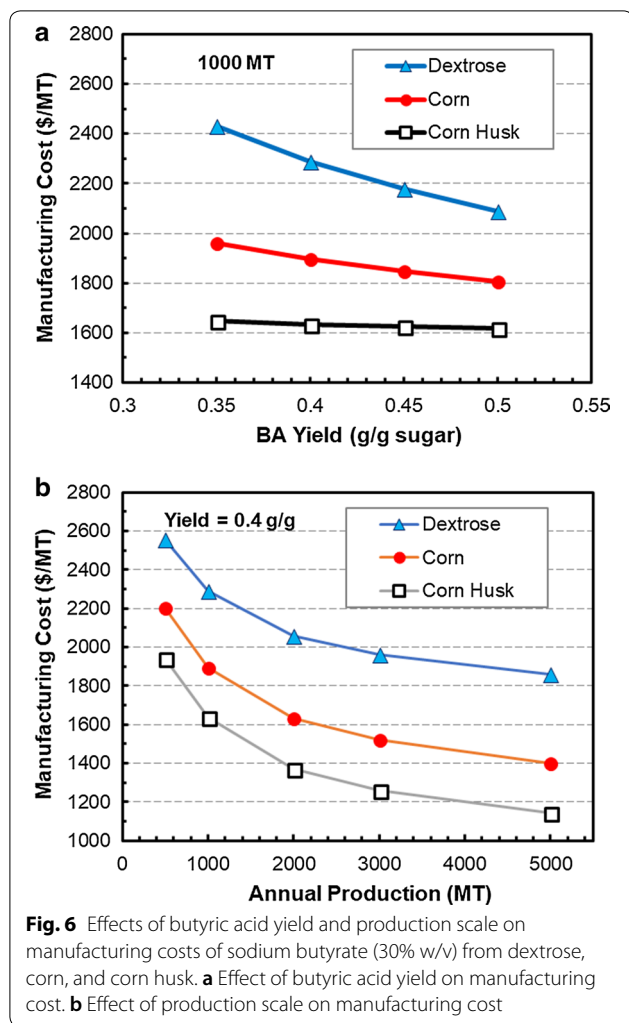 a
2800
2600
2400
2200
2000
1800
1600
1400
Manufacturing Cost ($/MT)
1000 MT
Dextrose
Corn
Corn Husk
0.3 0.35 0.4 0.45 0.5 0.55
BA Yield (g/g sugar)
b
2800
2600
2400
2200
2000
1800
1600
1400
1200
1000
Manufacturing Cost ($/MT)
Yield = 0.4 g/g
Dextrose
Corn
Corn Husk
0 1000 2000 3000 4000 5000
Annual Production (MT)
Fig. 6 Effects of butyric acid yield and production scale on
manufacturing costs of sodium butyrate (30% w/v) from dextrose,
corn, and corn husk. a Effect of butyric acid yield on manufacturing
cost. b Effect of production scale on manufacturing cost